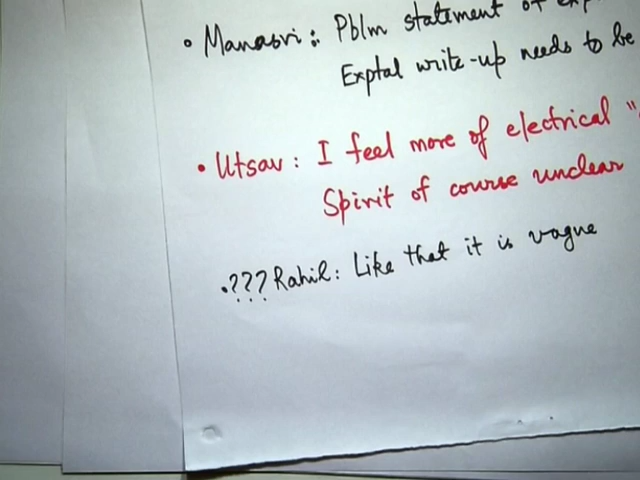 • Manasvi : Pblm statement of
Exptal write-up needs to be
• Utsav : I feel more of electrical "
Spirit of course unclear
• ??? Rahil : Like that it is vague